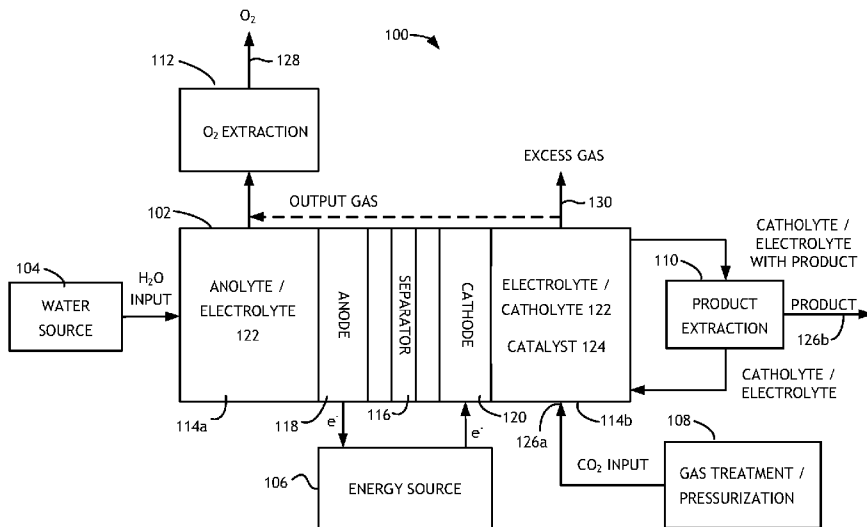 O₂
100
112
128
O₂ EXTRACTION
EXCESS GAS
OUTPUT GAS
130
102
CATHOLYTE /
ELECTROLYTE
WITH PRODUCT
104
H₂O
INPUT
WATER
SOURCE
ANOLYTE /
ELECTROLYTE
122
ANODE
SEPARATOR
CATHODE
ELECTROLYTE /
CATHOLYTE 122
CATALYST 124
110
PRODUCT
EXTRACTION
PRODUCT
126b
CATHOLYTE /
ELECTROLYTE
114a
118
e⁻
116
e⁻
120
126a
114b
108
106
ENERGY SOURCE
CO₂ INPUT
GAS TREATMENT /
PRESSURIZATION